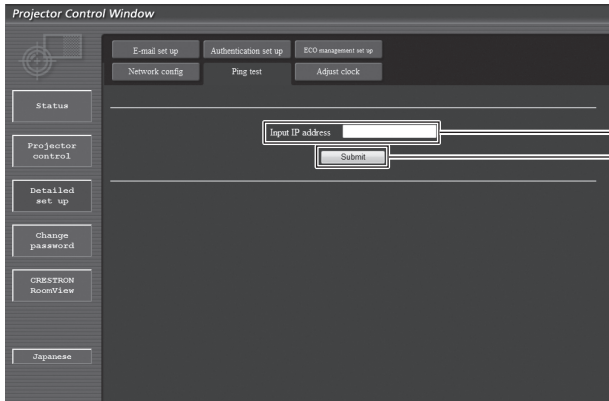 Projector Control Window
E-mail set up
Authentication set up
ECO management set up
Network config
Ping test
Adjust clock
Status
Projector
control
Detailed
set up
Change
password
CRESTRON
RoomView
Japanese
Input IP address
Submit